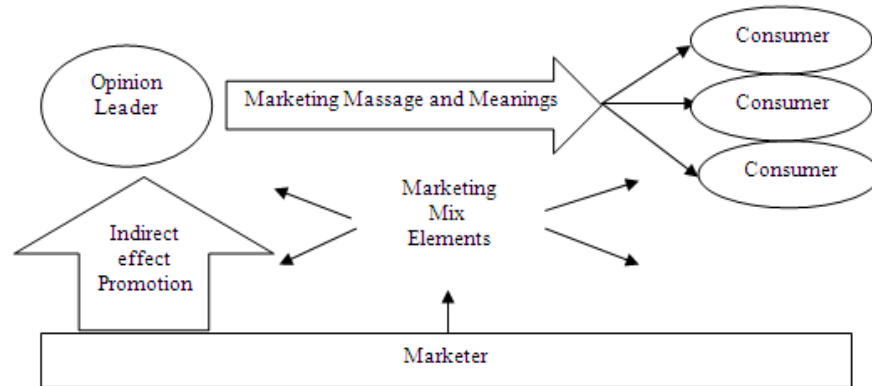 Opinion
Leader
Marketing Massage and Meanings
Consumer
Consumer
Consumer
Marketing
Mix
Elements
Indirect
effect
Promotion
Marketer